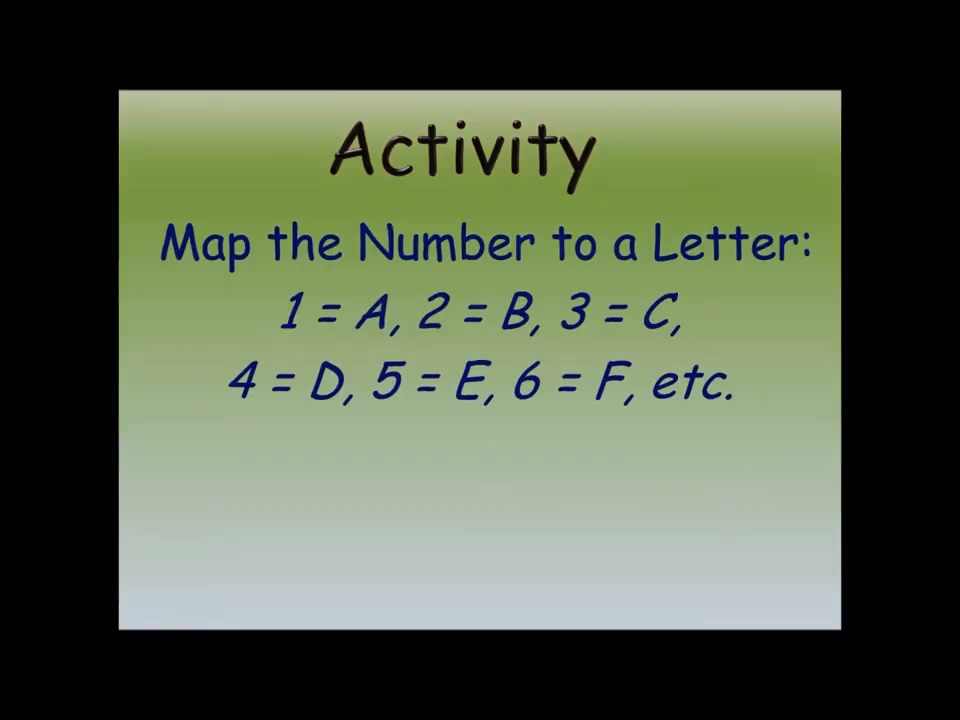 Activity
Map the Number to a Letter:
1 = A, 2 = B, 3 = C,
4 = D, 5 = E, 6 = F, etc.